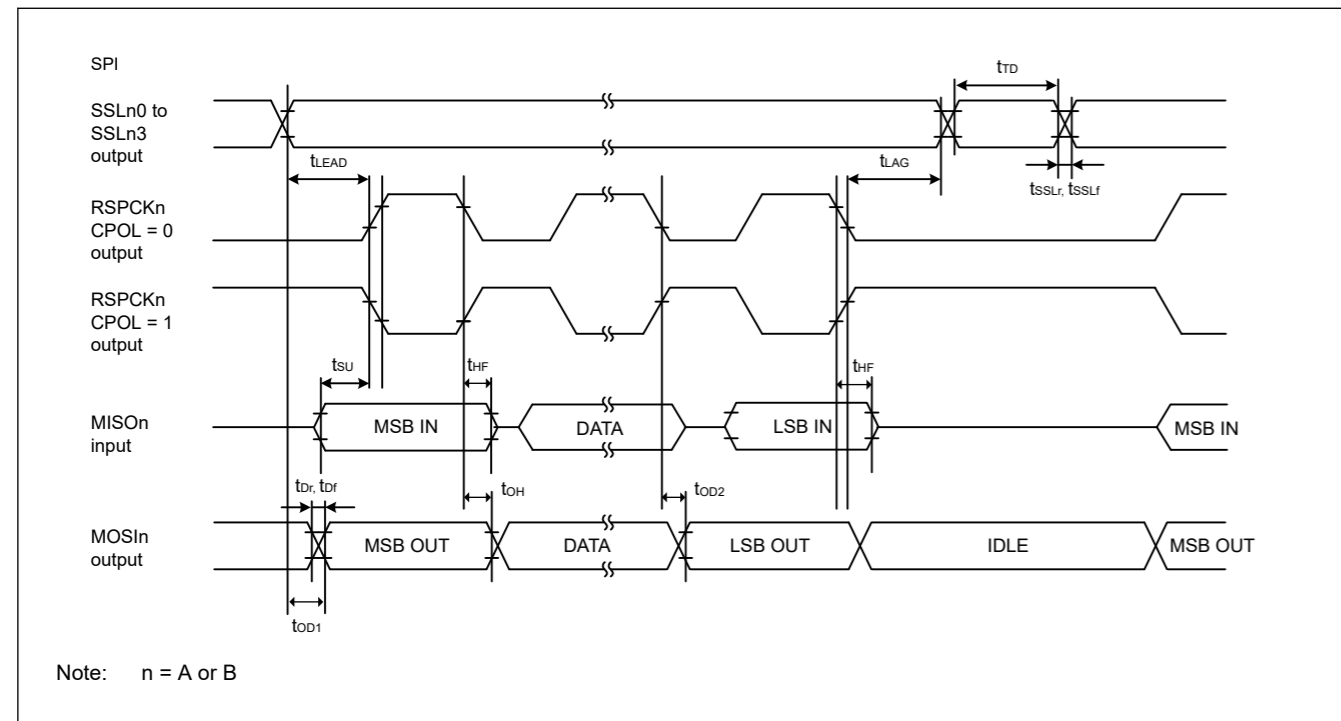 SPI
tTD
SSLn0 to
SSLn3
output
tLEAD
tLAG
tSSLr, tSSLf
RSPCKn
CPOL = 0
output
RSPCKn
CPOL = 1
output
tSU
tHF
tHF
MISOn
input
MSB IN
DATA
LSB IN
MSB IN
tDr, tDf
tOH
tOD2
MOSIn
output
MSB OUT
DATA
LSB OUT
IDLE
MSB OUT
tOD1
Note: n = A or B